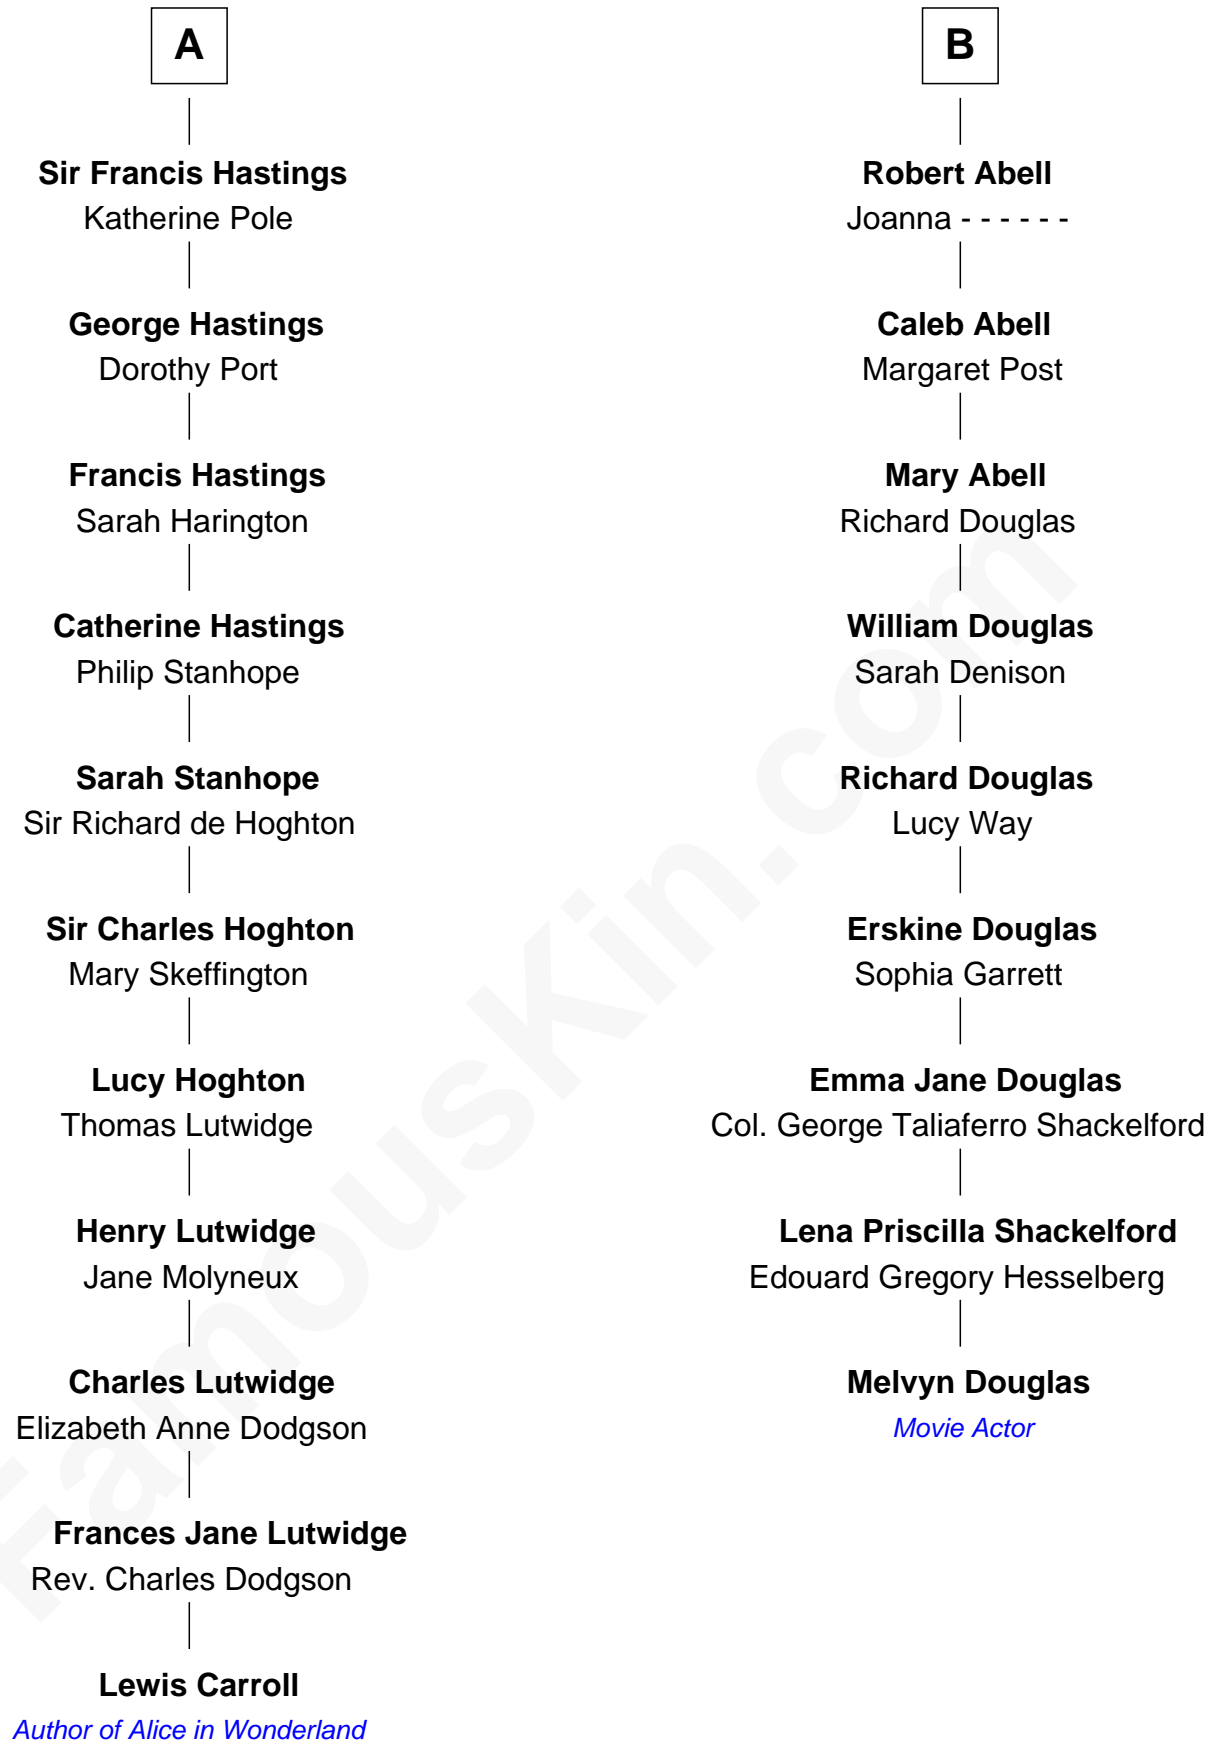 A
Sir Francis Hastings
Katherine Pole
George Hastings
Dorothy Port
Francis Hastings
Sarah Harington
Catherine Hastings
Philip Stanhope
Sarah Stanhope
Sir Richard de Hoghton
Sir Charles Hoghton
Mary Skeffington
Lucy Hoghton
Thomas Lutwidge
Henry Lutwidge
Jane Molyneux
Charles Lutwidge
Elizabeth Anne Dodgson
Frances Jane Lutwidge
Rev. Charles Dodgson
Lewis Carroll
Author of Alice in Wonderland
B
Robert Abell
Joanna - - - - - -
Caleb Abell
Margaret Post
Mary Abell
Richard Douglas
William Douglas
Sarah Denison
Richard Douglas
Lucy Way
Erskine Douglas
Sophia Garrett
Emma Jane Douglas
Col. George Taliaferro Shackelford
Lena Priscilla Shackelford
Edouard Gregory Hesselberg
Melvyn Douglas
Movie Actor
FamousKin.com